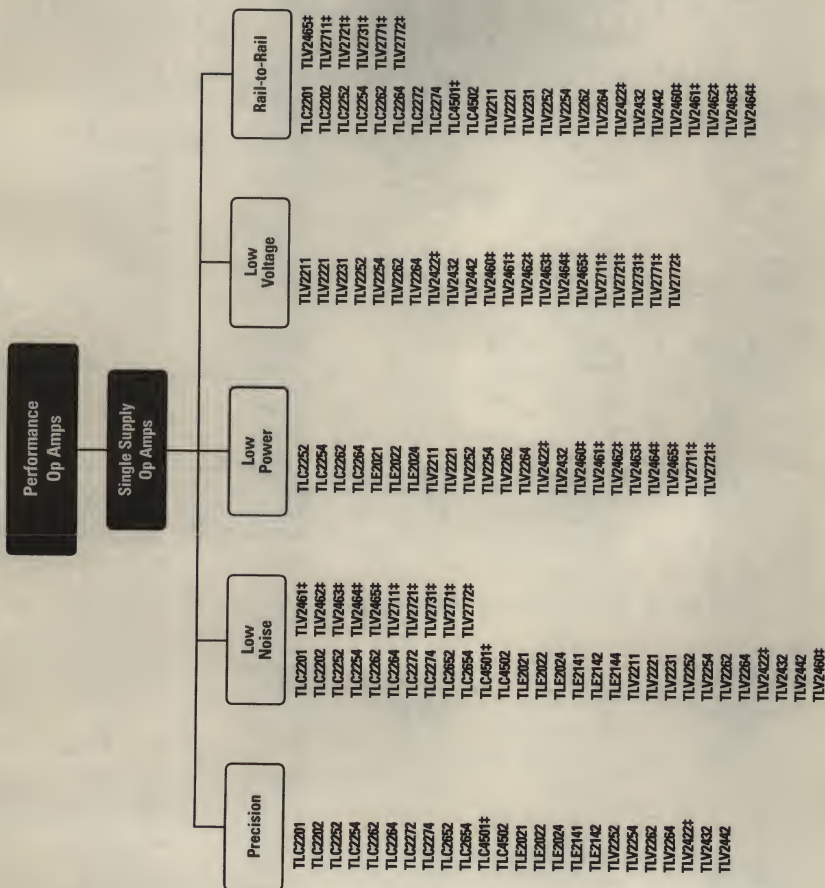 Performance
Op Amps
Single Supply
Op Amps
Precision
TLC2201
TLC2202
TLC2252
TLC2254
TLC2262
TLC2264
TLC2272
TLC2274
TLC2652
TLC2654
TLC4501‡
TLC4502
TLE2021
TLE2022
TLE2024
TLE2141
TLE2142
TLV2252
TLV2254
TLV2262
TLV2264
TLV2422‡
TLV2432
TLV2442
Low
Noise
TLC2201
TLC2202
TLC2252
TLC2254
TLC2262
TLC2264
TLC2272
TLC2274
TLC2652
TLC2654
TLC4501‡
TLC4502
TLE2021
TLE2022
TLE2024
TLE2141
TLE2142
TLE2144
TLV2211
TLV2221
TLV2231
TLV2252
TLV2254
TLV2262
TLV2264
TLV2422‡
TLV2432
TLV2442
TLV2460‡
TLV2461‡
TLV2462‡
TLV2463‡
TLV2464‡
TLV2465‡
TLV2711‡
TLV2721‡
TLV2731‡
TLV2771‡
TLV2772‡
Low
Power
TLC2252
TLC2254
TLC2262
TLC2264
TLE2021
TLE2022
TLE2024
TLV2211
TLV2221
TLV2252
TLV2254
TLV2262
TLV2264
TLV2422‡
TLV2432
TLV2460‡
TLV2461‡
TLV2462‡
TLV2463‡
TLV2464‡
TLV2465‡
TLV2711‡
TLV2721‡
Low
Voltage
TLV2211
TLV2221
TLV2231
TLV2252
TLV2254
TLV2262
TLV2264
TLV2422‡
TLV2432
TLV2442
TLV2460‡
TLV2461‡
TLV2462‡
TLV2463‡
TLV2464‡
TLV2465‡
TLV2711‡
TLV2721‡
TLV2731‡
TLV2771‡
TLV2772‡
Rail-to-Rail
TLC2201
TLC2202
TLC2252
TLC2254
TLC2262
TLC2264
TLC2272
TLC2274
TLC4501‡
TLC4502
TLV2211
TLV2221
TLV2231
TLV2252
TLV2254
TLV2262
TLV2264
TLV2422‡
TLV2432
TLV2442
TLV2460‡
TLV2461‡
TLV2462‡
TLV2463‡
TLV2464‡
TLV2465‡
TLV2711‡
TLV2721‡
TLV2731‡
TLV2771‡
TLV2772‡